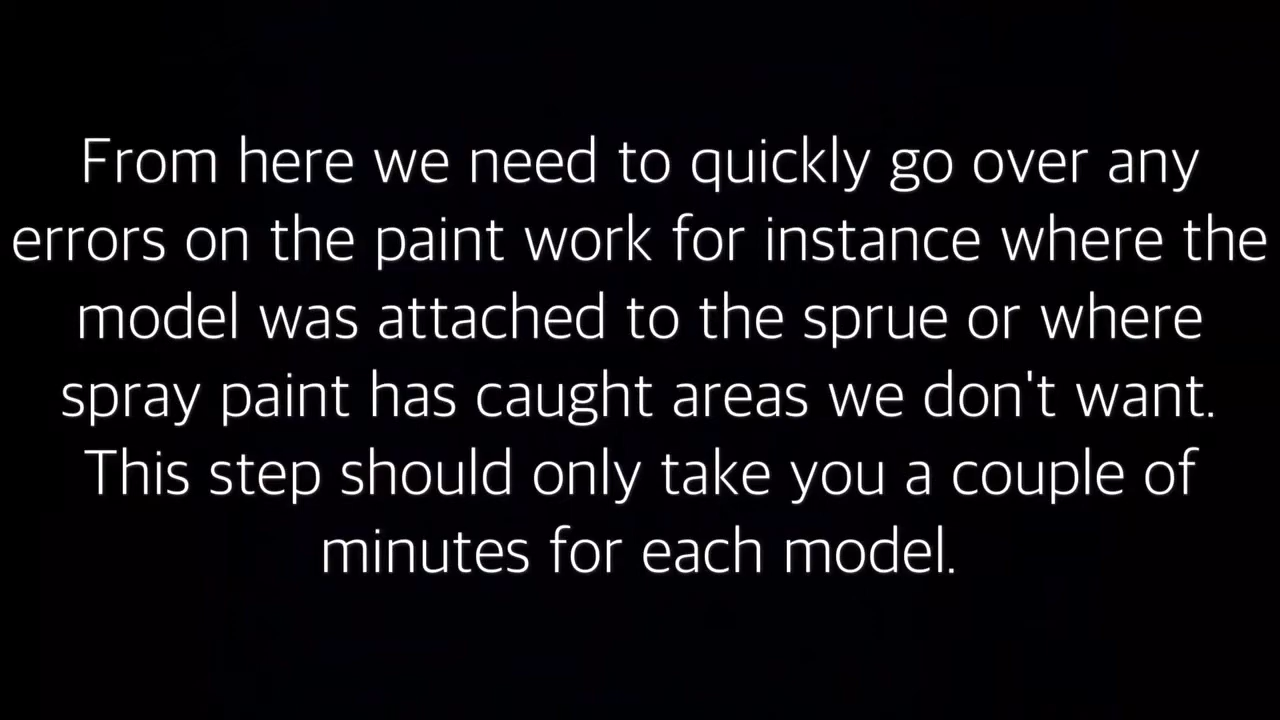 From here we need to quickly go over any
errors on the paint work for instance where the
model was attached to the sprue or where
spray paint has caught areas we don't want.
This step should only take you a couple of
minutes for each model.